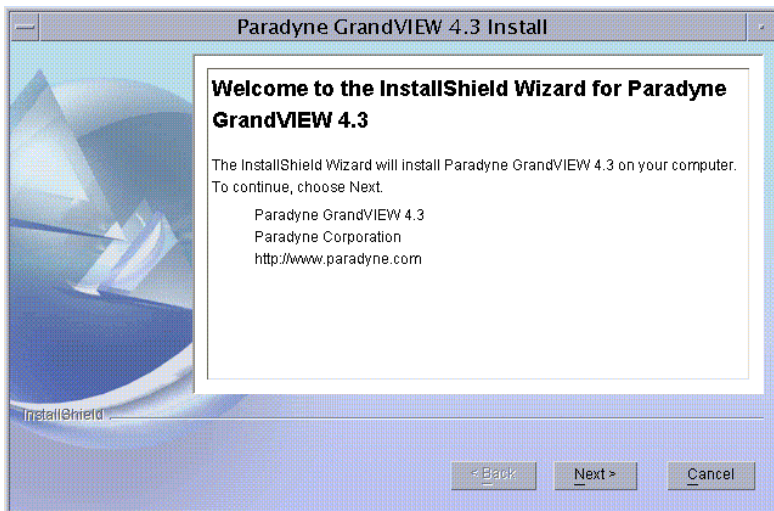 Paradyne GrandVIEW 4.3 Install
Welcome to the InstallShield Wizard for Paradyne
GrandVIEW 4.3
The InstallShield Wizard will install Paradyne GrandVIEW 4.3 on your computer.
To continue, choose Next.
Paradyne GrandVIEW 4.3
Paradyne Corporation
http://www.paradyne.com
InstallShield
< Back Next > Cancel